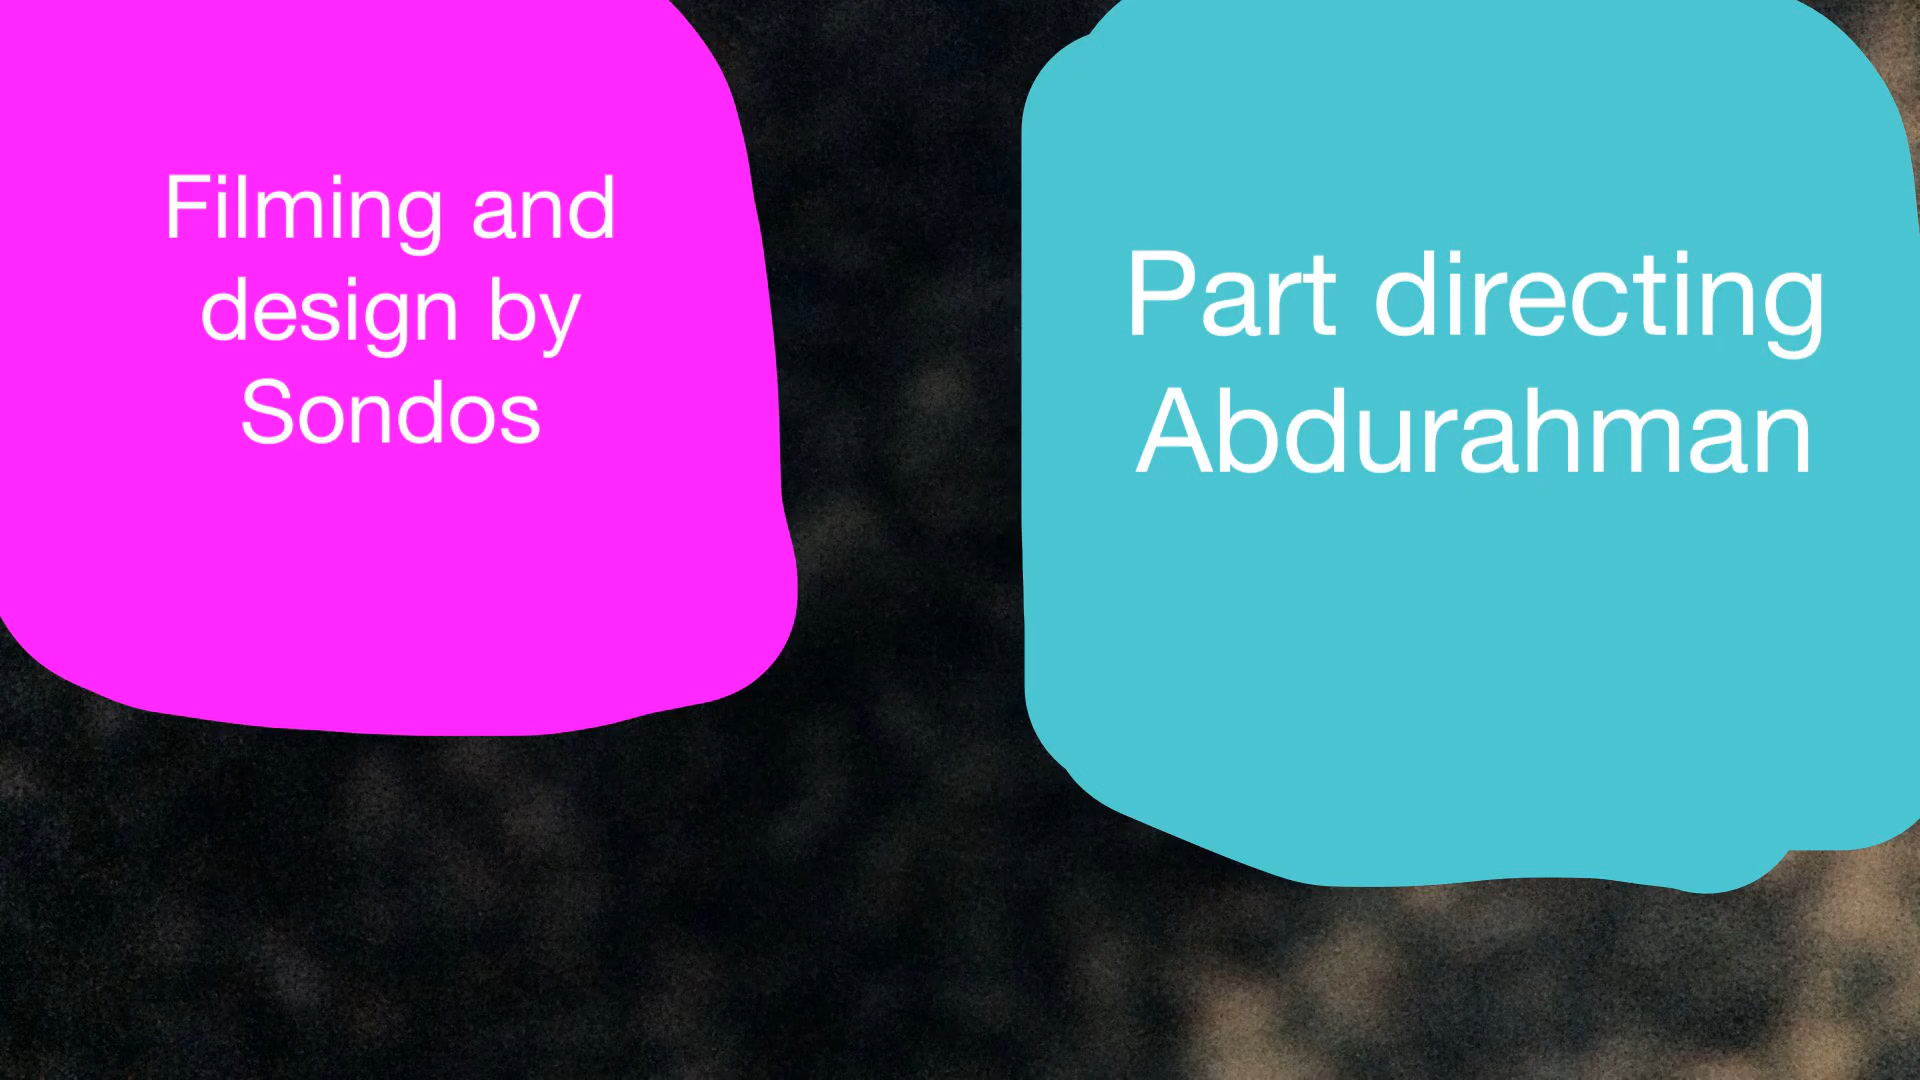 Filming and
design by
Sondos
Part directing
Abdurahman